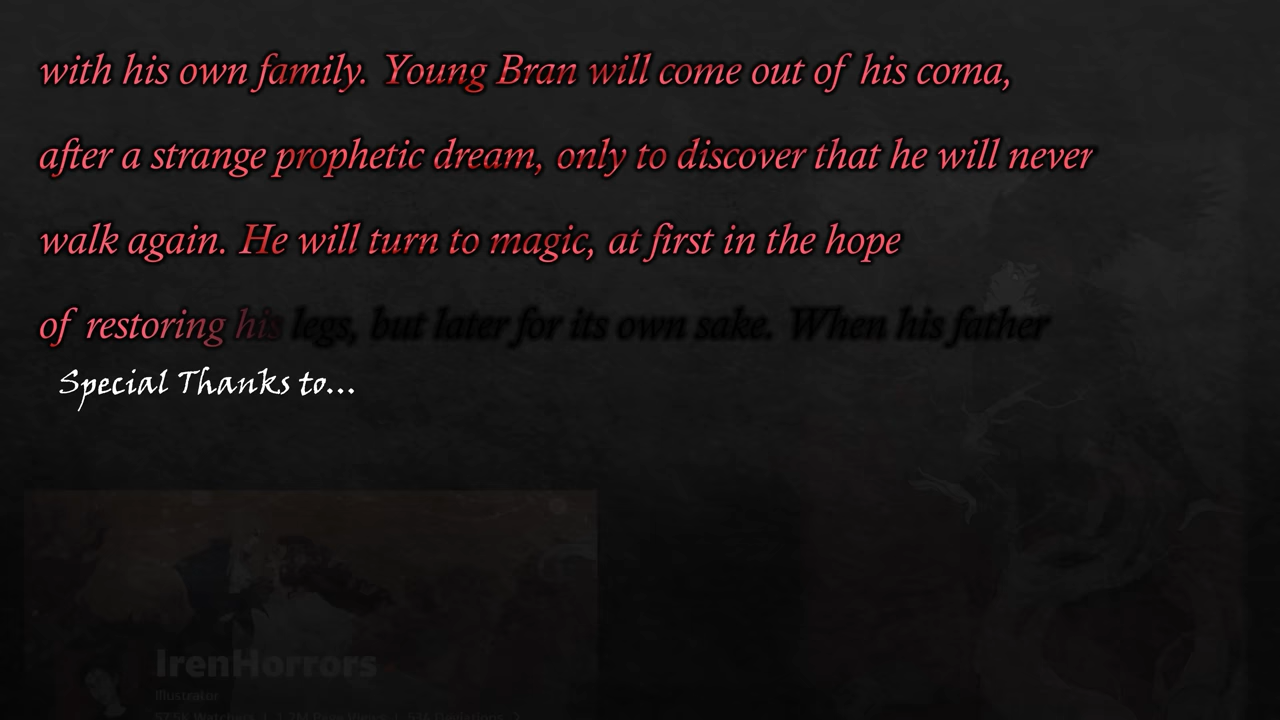 with his own family. Young Bran will come out of his coma,
after a strange prophetic dream, only to discover that he will never
walk again. He will turn to magic, at first in the hope
of restoring his legs, but later for its own sake. When his father
Special Thanks to...
IrenHorrors
Illustrator